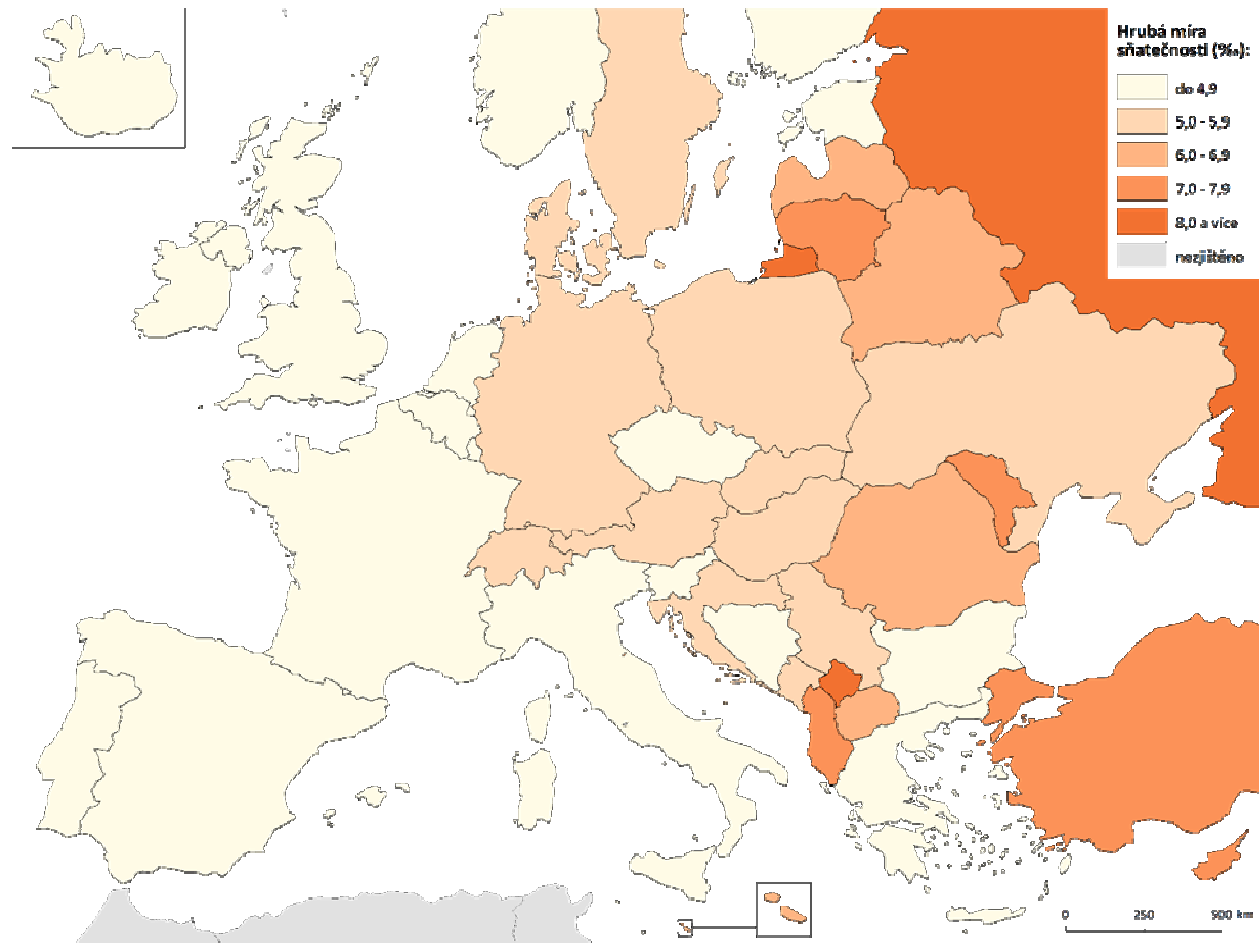 Hrubá míra
sňatečnosti (‰):
do 4,9
5,0 - 5,9
6,0 - 6,9
7,0 - 7,9
8,0 a více
nezjištěno
0 250 500 km